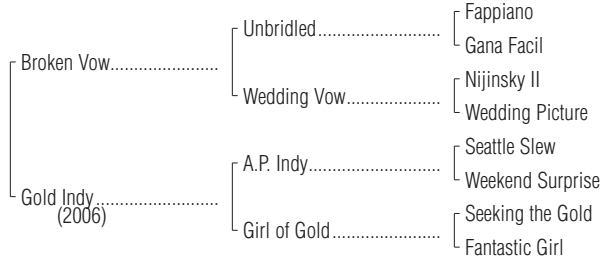 Fappiano
Unbridled
Gana Facil
Broken Vow
Nijinsky II
Wedding Vow
Wedding Picture
Seattle Slew
A.P. Indy
Weekend Surprise
Gold Indy
(2006)
Seeking the Gold
Girl of Gold
Fantastic Girl